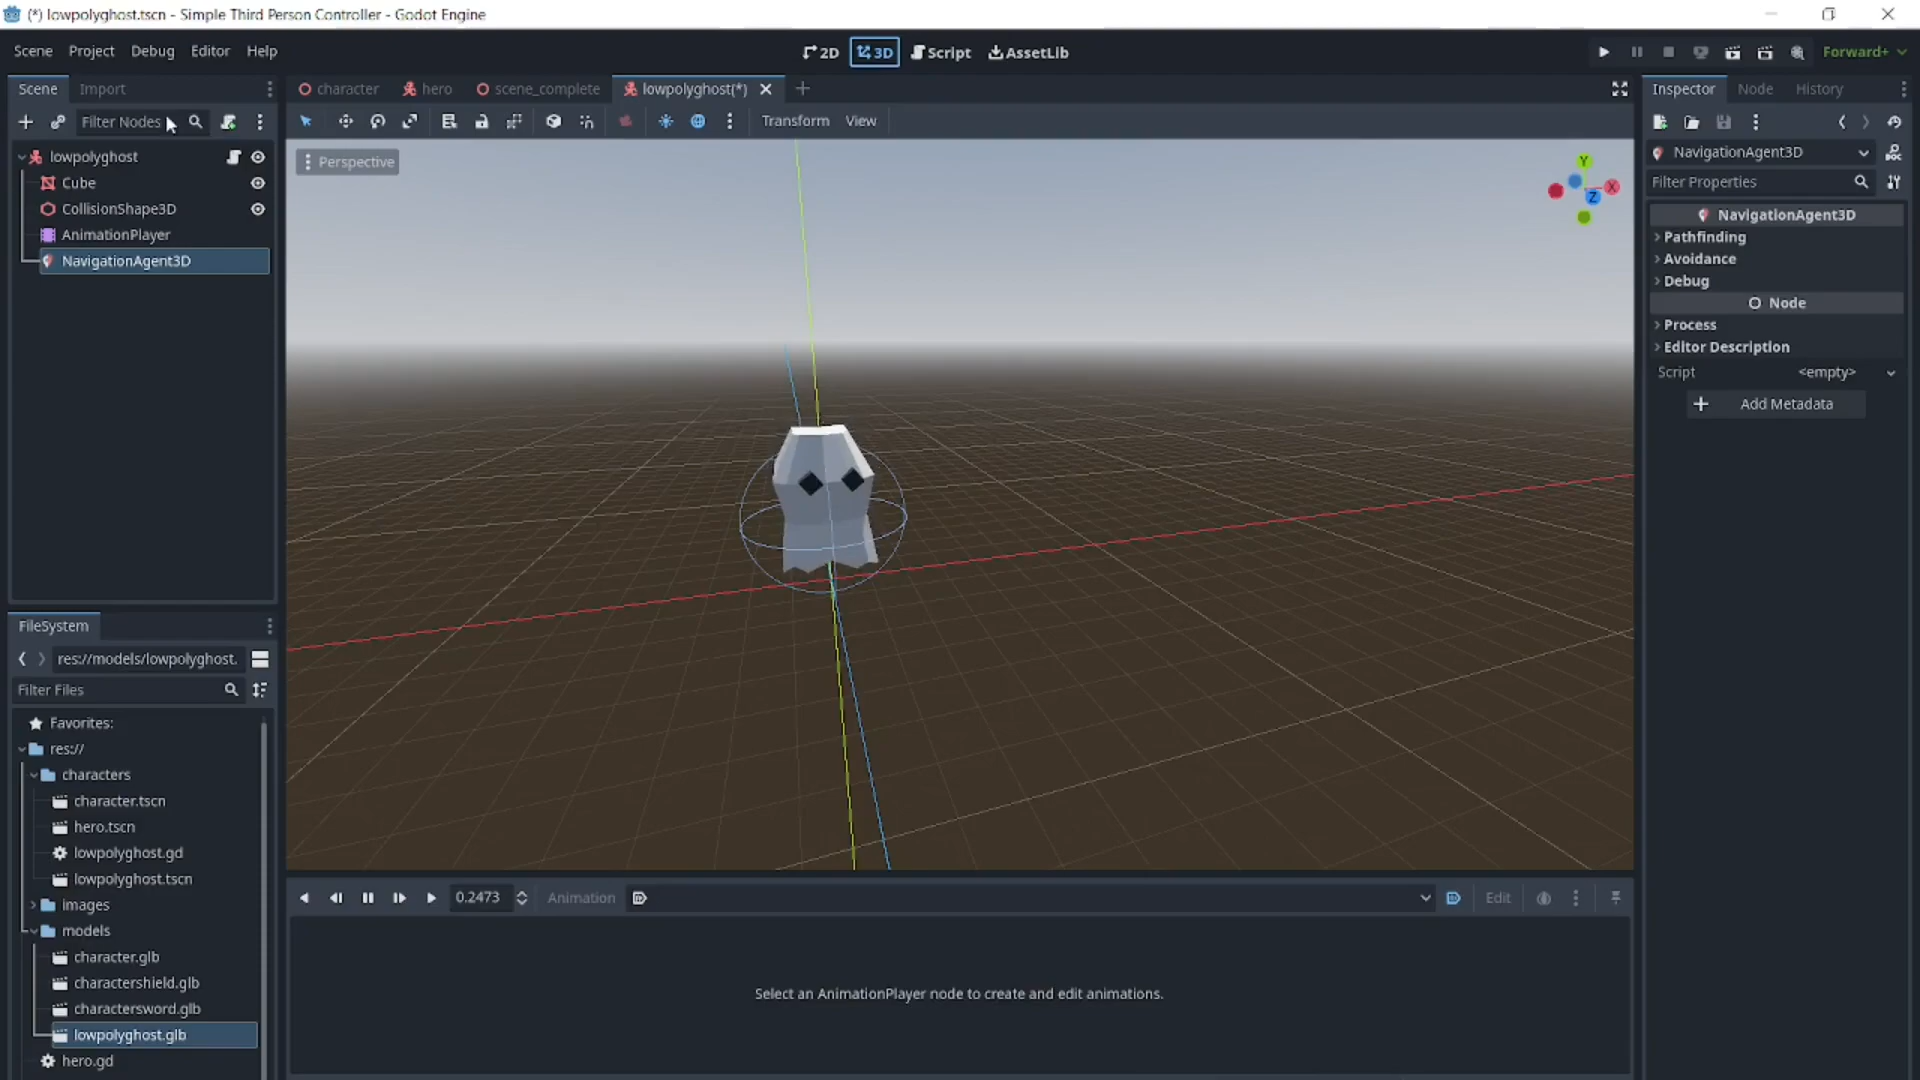 (*) lowpolyghost.tscn - Simple Third Person Controller - Godot Engine
Scene Project Debug Editor Help
2D 3D Script AssetLib
Forward+
Scene Import
character hero scene_complete lowpolyghost(*)
Inspector Node History
Filter Nodes
Transform View
lowpolyghost
Cube
CollisionShape3D
AnimationPlayer
NavigationAgent3D
Perspective
Y
X
Z
NavigationAgent3D
Filter Properties
NavigationAgent3D
Pathfinding
Avoidance
Debug
Node
Process
Editor Description
Script <empty>
Add Metadata
FileSystem
res://models/lowpolyghost.
Filter Files
Favorites:
res://
characters
character.tscn
hero.tscn
lowpolyghost.gd
lowpolyghost.tscn
images
models
character.glb
charactershield.glb
charactersword.glb
lowpolyghost.glb
hero.gd
0.2473 Animation Edit
Select an AnimationPlayer node to create and edit animations.